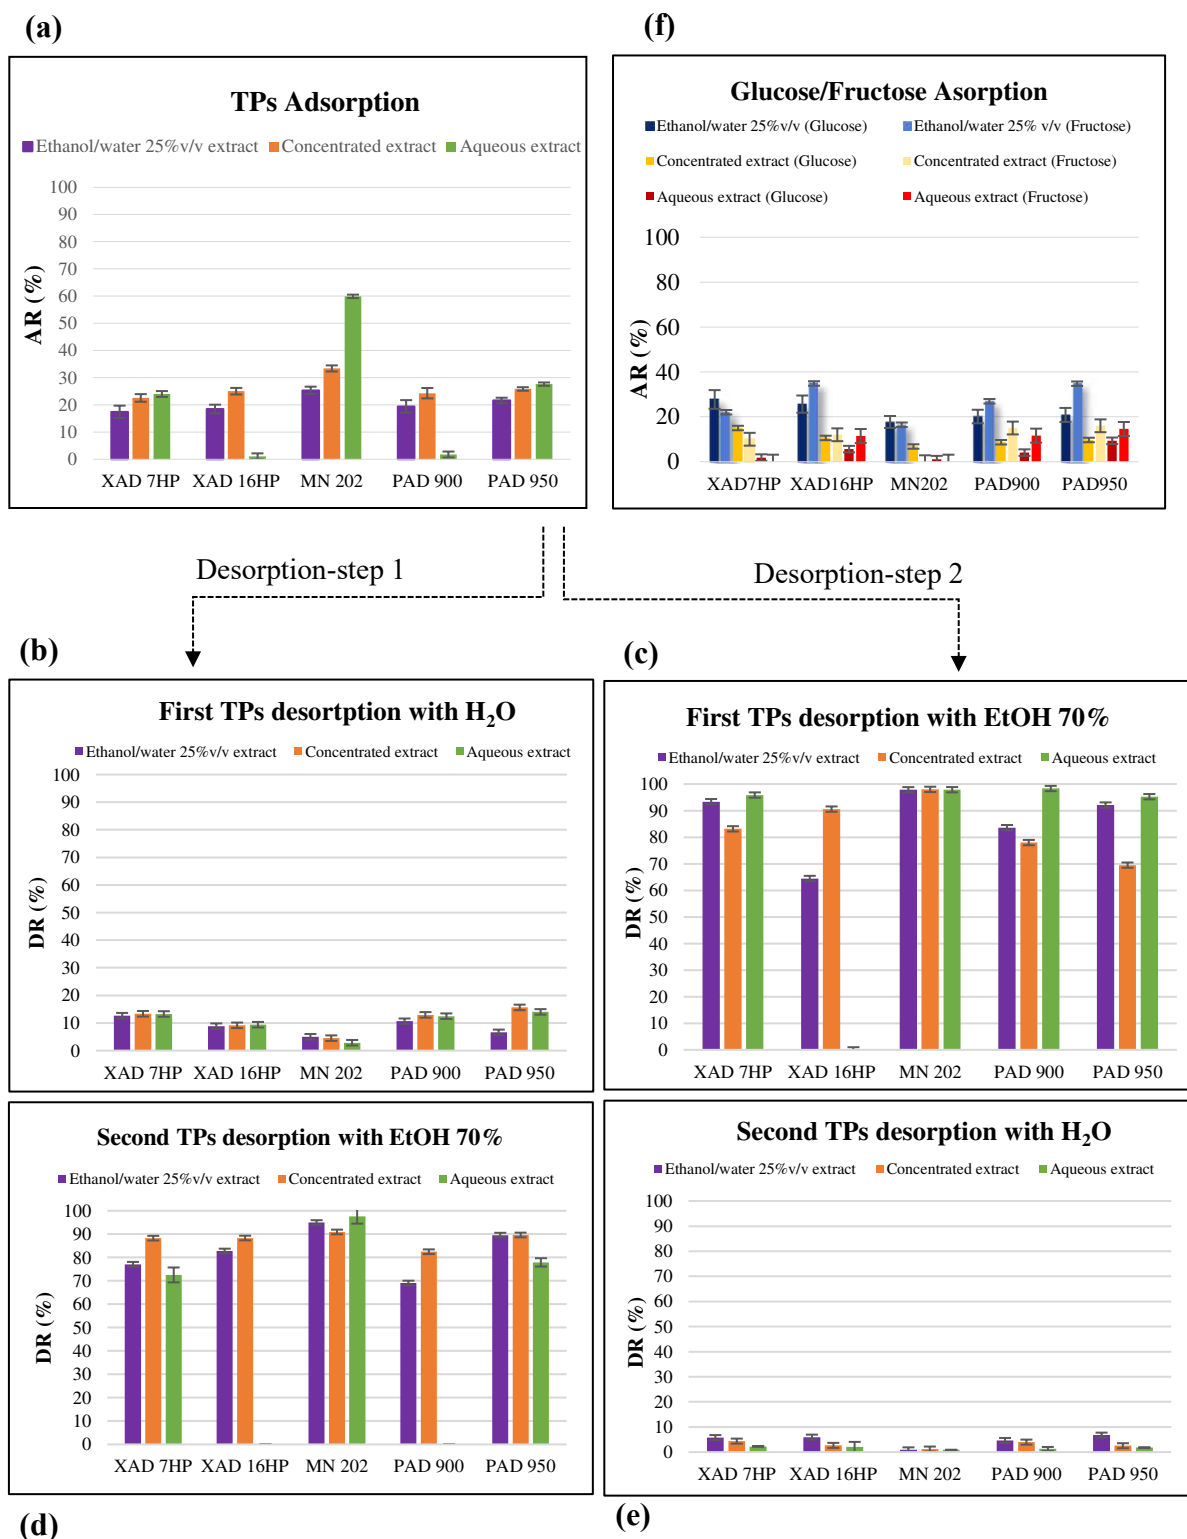 (a)
TPs Adsorption
Ethanol/water 25%v/v extract Concentrated extract Aqueous extract
AR (%)
100
90
80
70
60
50
40
30
20
10
0
XAD 7HP XAD 16HP MN 202 PAD 900 PAD 950
(f)
Glucose/Fructose Asorption
Ethanol/water 25%v/v (Glucose) Ethanol/water 25% v/v (Fructose)
Concentrated extract (Glucose) Concentrated extract (Fructose)
Aqueous extract (Glucose) Aqueous extract (Fructose)
AR (%)
100
80
60
40
20
0
XAD7HP XAD16HP MN202 PAD900 PAD950
Desorption-step 1
Desorption-step 2
(b)
First TPs desortption with H₂O
Ethanol/water 25%v/v extract Concentrated extract Aqueous extract
DR (%)
100
90
80
70
60
50
40
30
20
10
0
XAD 7HP XAD 16HP MN 202 PAD 900 PAD 950
(c)
First TPs desorption with EtOH 70%
Ethanol/water 25%v/v extract Concentrated extract Aqueous extract
DR (%)
100
90
80
70
60
50
40
30
20
10
0
XAD 7HP XAD 16HP MN 202 PAD 900 PAD 950
Second TPs desorption with EtOH 70%
Ethanol/water 25%v/v extract Concentrated extract Aqueous extract
DR (%)
100
90
80
70
60
50
40
30
20
10
0
XAD 7HP XAD 16HP MN 202 PAD 900 PAD 950
(d)
Second TPs desorption with H₂O
Ethanol/water 25%v/v extract Concentrated extract Aqueous extract
DR (%)
100
90
80
70
60
50
40
30
20
10
0
XAD 7HP XAD 16HP MN 202 PAD 900 PAD 950
(e)